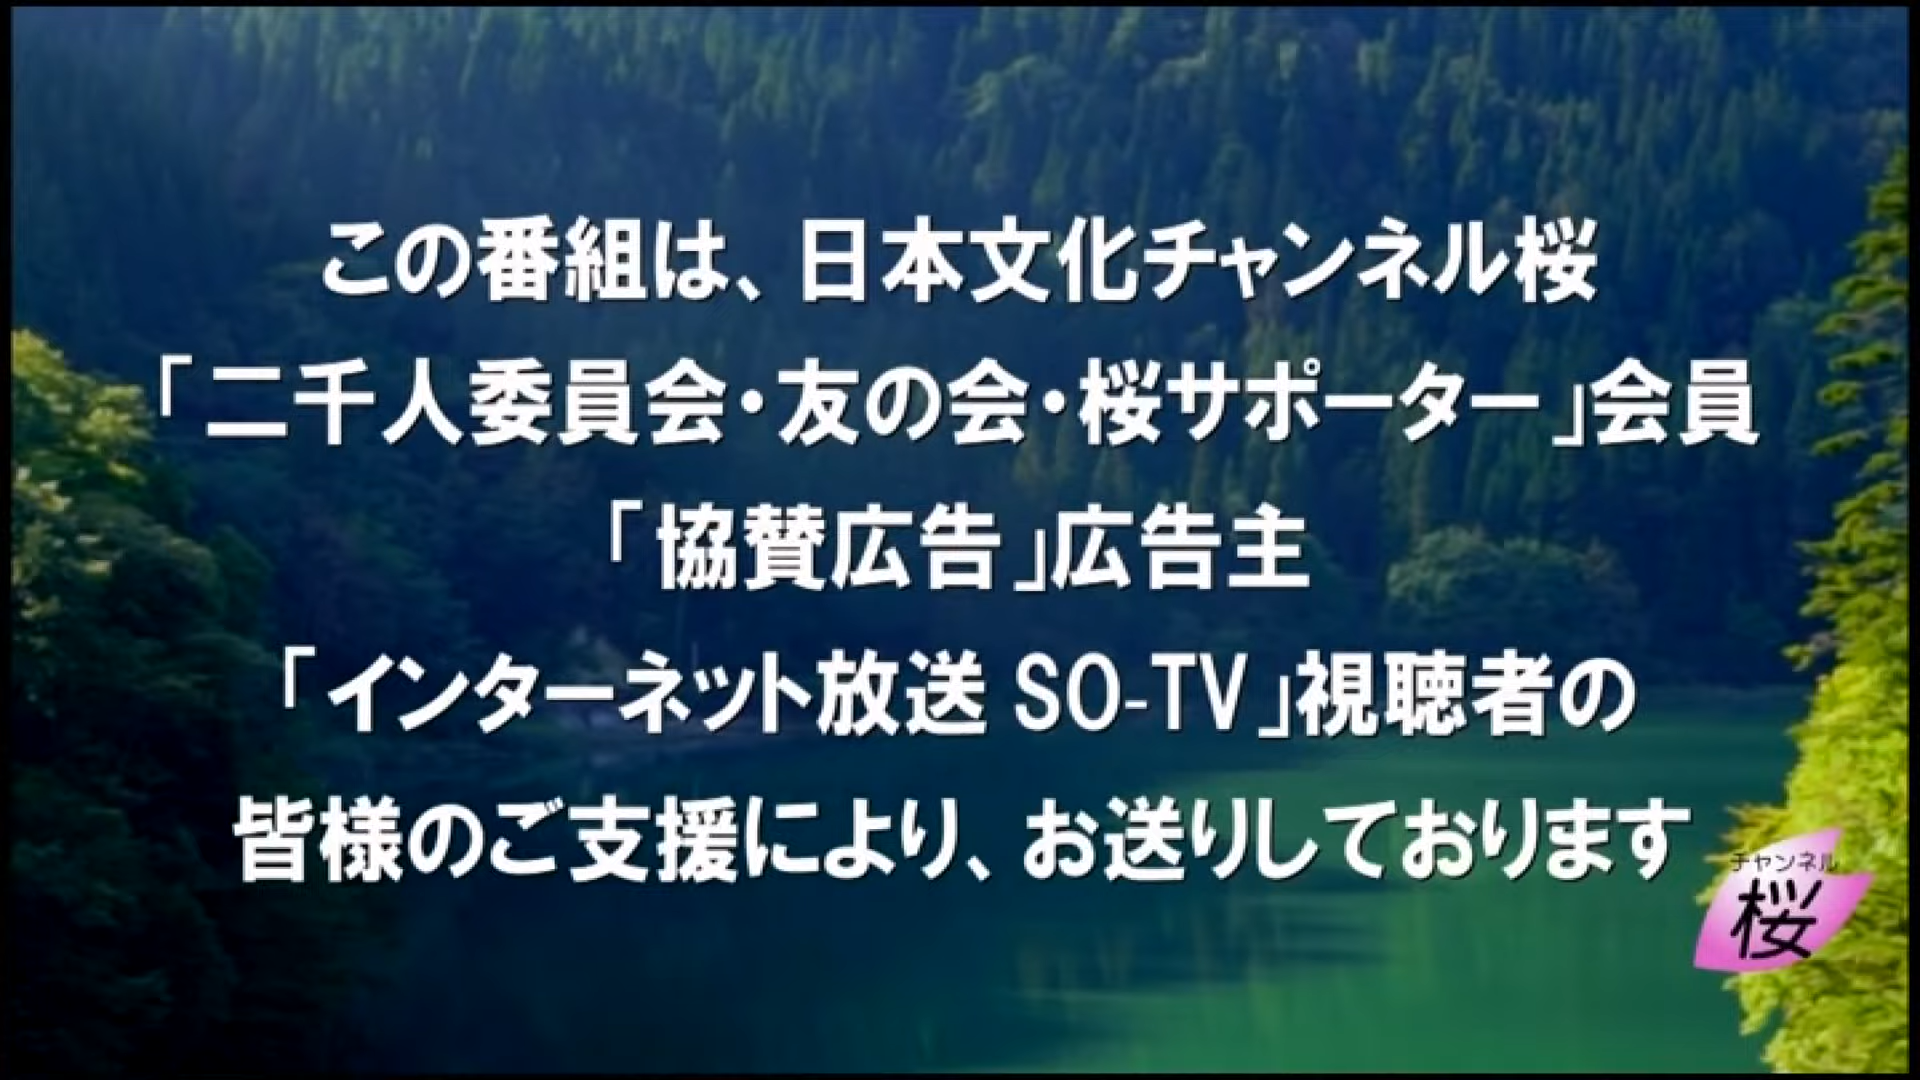 この番組は、日本文化チャンネル桜
「二千人委員会・友の会・桜サポーター」会員
「協賛広告」広告主
「インターネット放送 SO-TV」視聴者の
皆様のご支援により、お送りしております
チャンネル
桜